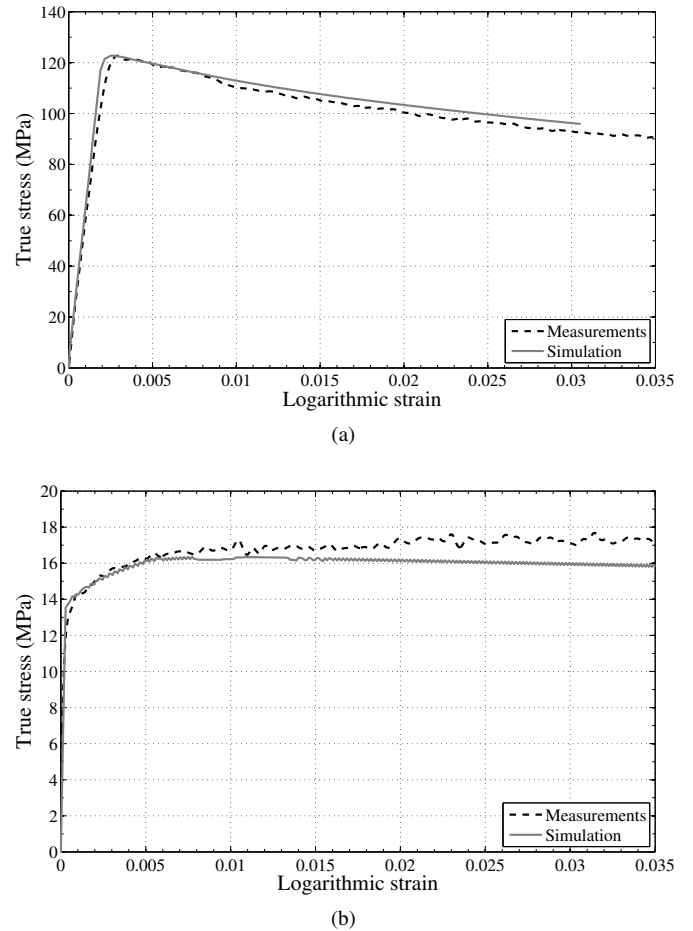 140
120
100
80
60
40
20
0
True stress (MPa)
0 0.005 0.01 0.015 0.02 0.025 0.03 0.035
Logarithmic strain
Measurements
Simulation
(a)
20
18
16
14
12
10
8
6
4
2
0
True stress (MPa)
0 0.005 0.01 0.015 0.02 0.025 0.03 0.035
Logarithmic strain
Measurements
Simulation
(b)